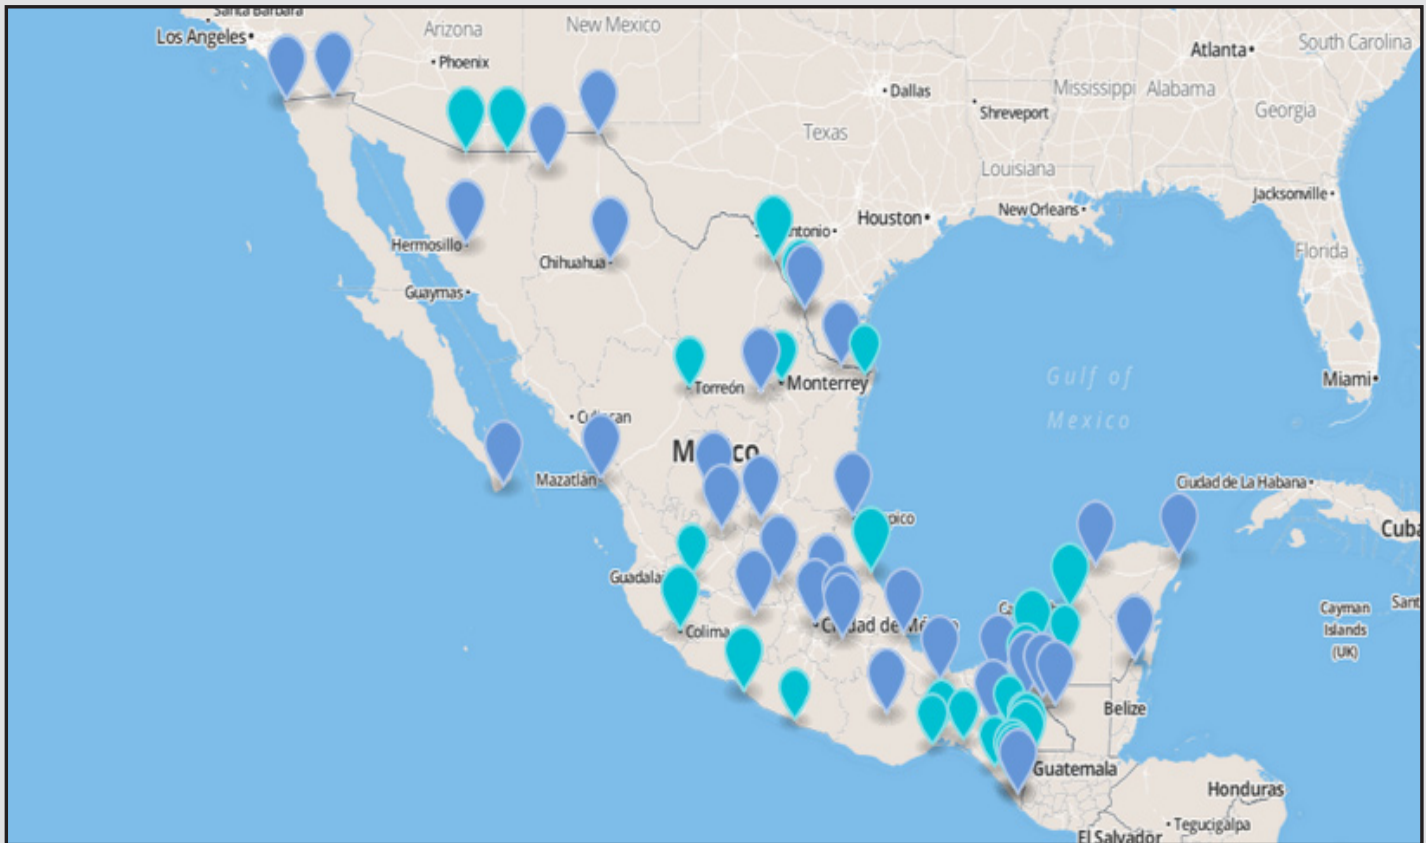 Santa Barbara
Los Angeles
Arizona
New Mexico
Phoenix
Dallas
Shreveport
Mississippi
Alabama
Atlanta
South Carolina
Georgia
Texas
Louisiana
Jacksonville
New Orleans
Houston
Florida
Hermosillo
Chihuahua
Guaymas
Torreón
Monterrey
Gulf of
Mexico
Miami
Mazatlán
Ciudad de La Habana
Colima
Cayman
Islands
(UK)
Belize
Guatemala
Honduras
Tegucigalpa
El Salvador